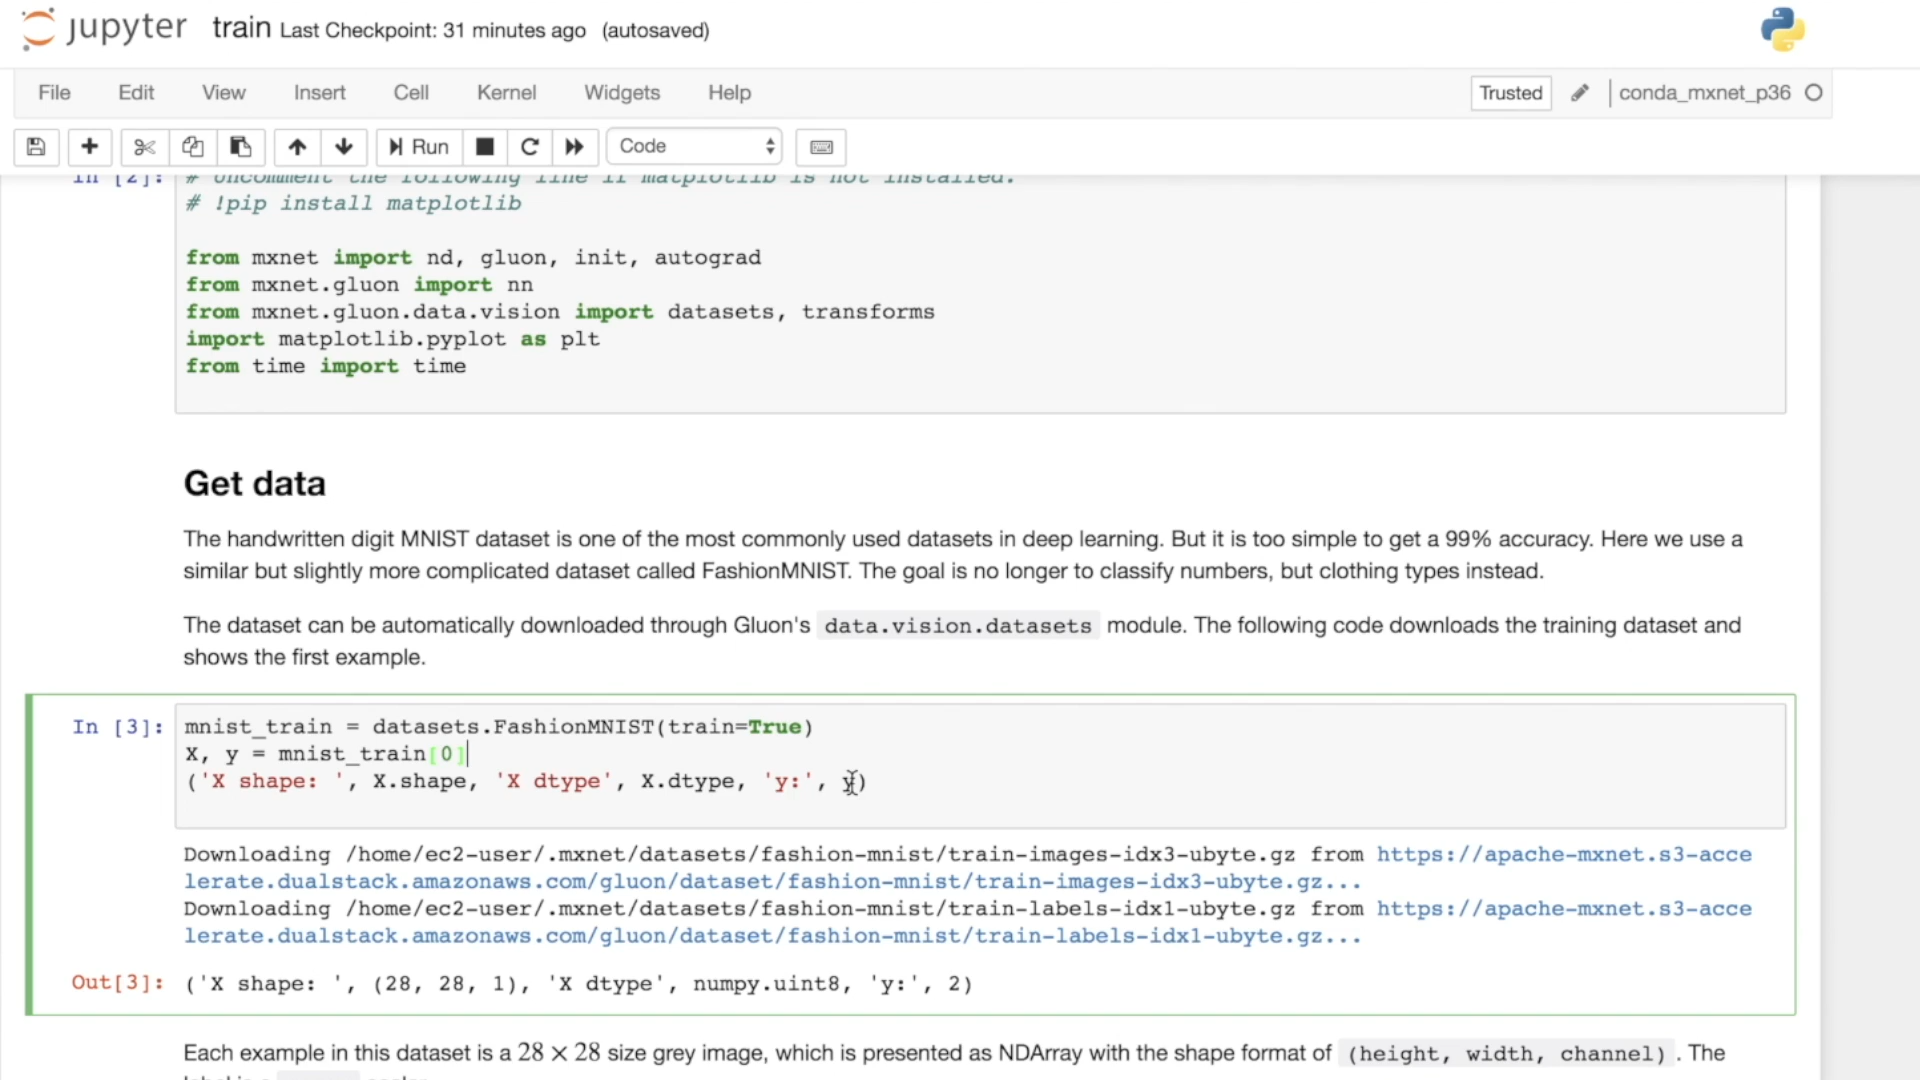 jupyter train Last Checkpoint: 31 minutes ago (autosaved)
File Edit View Insert Cell Kernel Widgets Help Trusted conda_mxnet_p36
Run Code
In [2]: # Uncomment the following line if matplotlib is not installed.
# !pip install matplotlib
from mxnet import nd, gluon, init, autograd
from mxnet.gluon import nn
from mxnet.gluon.data.vision import datasets, transforms
import matplotlib.pyplot as plt
from time import time
Get data
The handwritten digit MNIST dataset is one of the most commonly used datasets in deep learning. But it is too simple to get a 99% accuracy. Here we use a
similar but slightly more complicated dataset called FashionMNIST. The goal is no longer to classify numbers, but clothing types instead.
The dataset can be automatically downloaded through Gluon's data.vision.datasets module. The following code downloads the training dataset and
shows the first example.
In [3]: mnist_train = datasets.FashionMNIST(train=True)
X, y = mnist_train[0]
('X shape: ', X.shape, 'X dtype', X.dtype, 'y:', y)
Downloading /home/ec2-user/.mxnet/datasets/fashion-mnist/train-images-idx3-ubyte.gz from https://apache-mxnet.s3-acce
lerate.dualstack.amazonaws.com/gluon/dataset/fashion-mnist/train-images-idx3-ubyte.gz...
Downloading /home/ec2-user/.mxnet/datasets/fashion-mnist/train-labels-idx1-ubyte.gz from https://apache-mxnet.s3-acce
lerate.dualstack.amazonaws.com/gluon/dataset/fashion-mnist/train-labels-idx1-ubyte.gz...
Out[3]: ('X shape: ', (28, 28, 1), 'X dtype', numpy.uint8, 'y:', 2)
Each example in this dataset is a 28 × 28 size grey image, which is presented as NDArray with the shape format of (height, width, channel). The